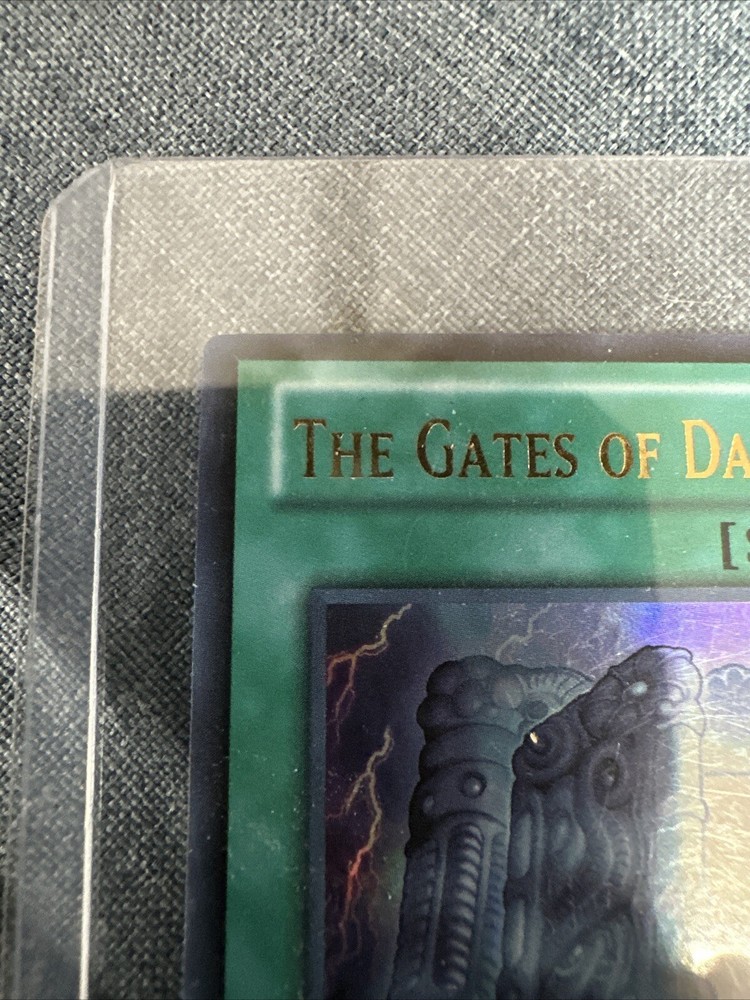 THE GATES OF DA
[S